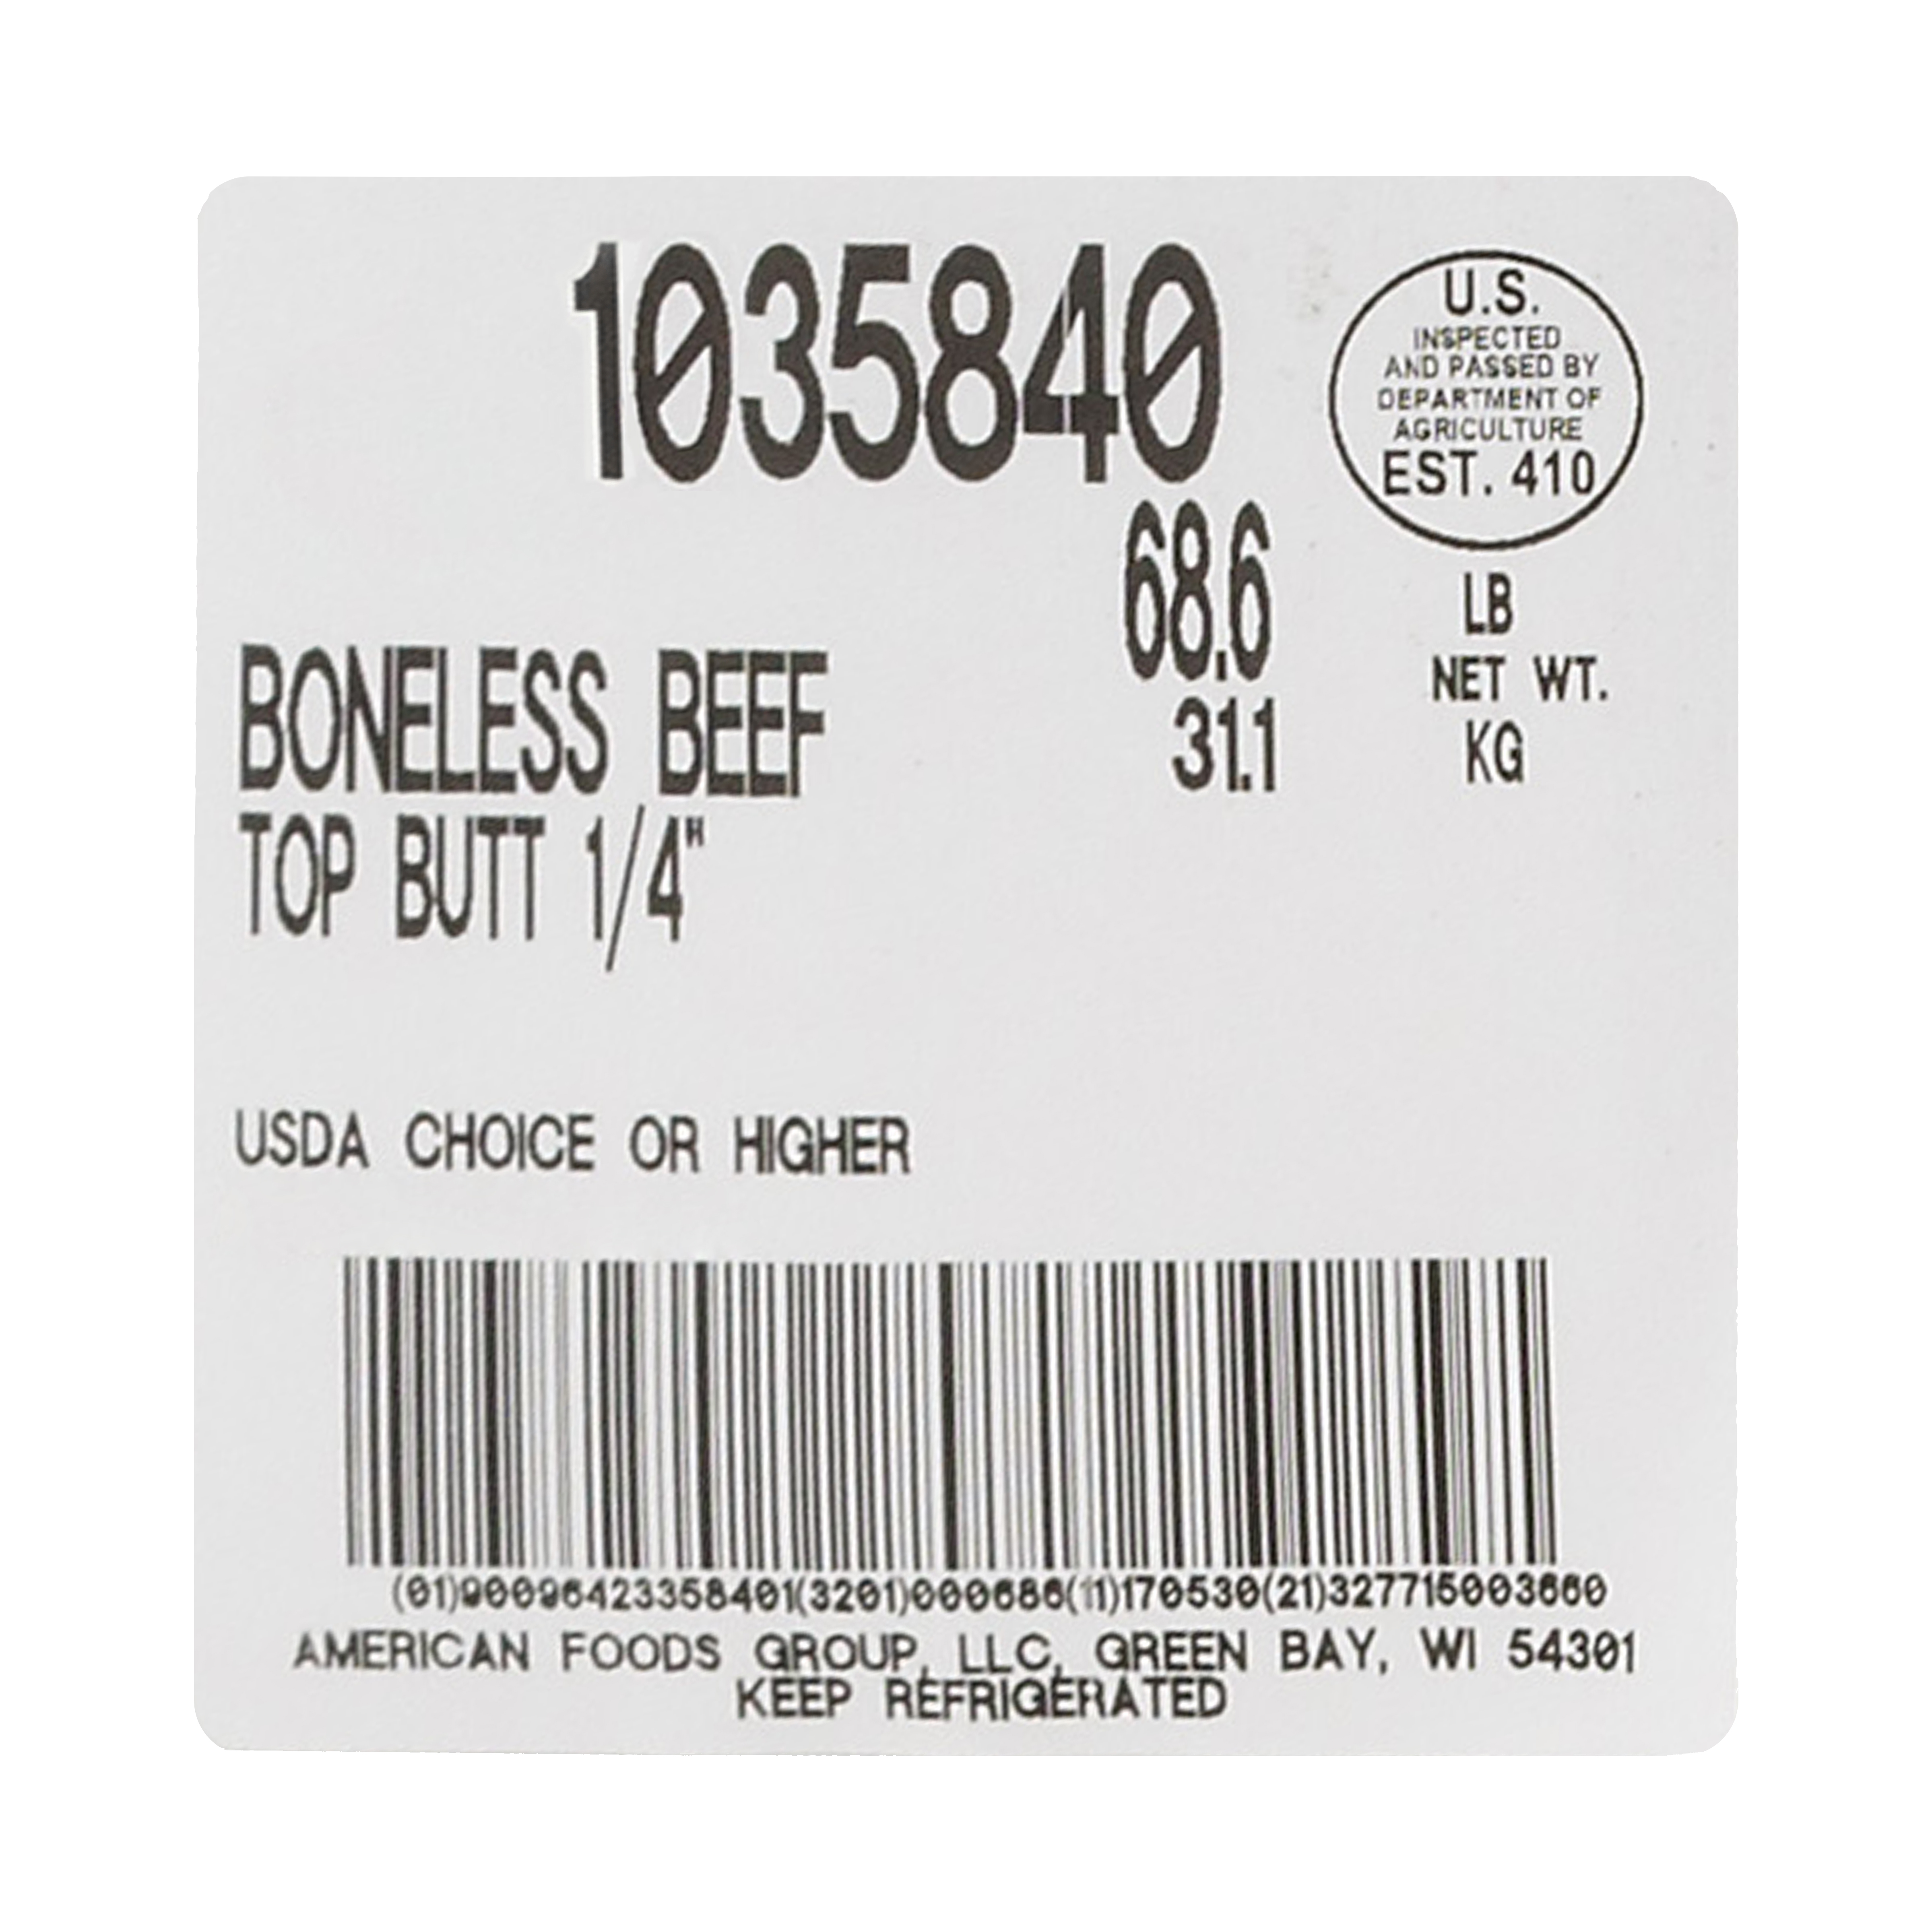 1035840
U.S.
INSPECTED
AND PASSED BY
DEPARTMENT OF
AGRICULTURE
EST. 410
68.6 LB
NET WT.
31.1 KG
BONELESS BEEF
TOP BUTT 1/4"
USDA CHOICE OR HIGHER
(01)90096423358401(3201)000686(11)170530(21)327715003660
AMERICAN FOODS GROUP, LLC, GREEN BAY, WI 54301
KEEP REFRIGERATED